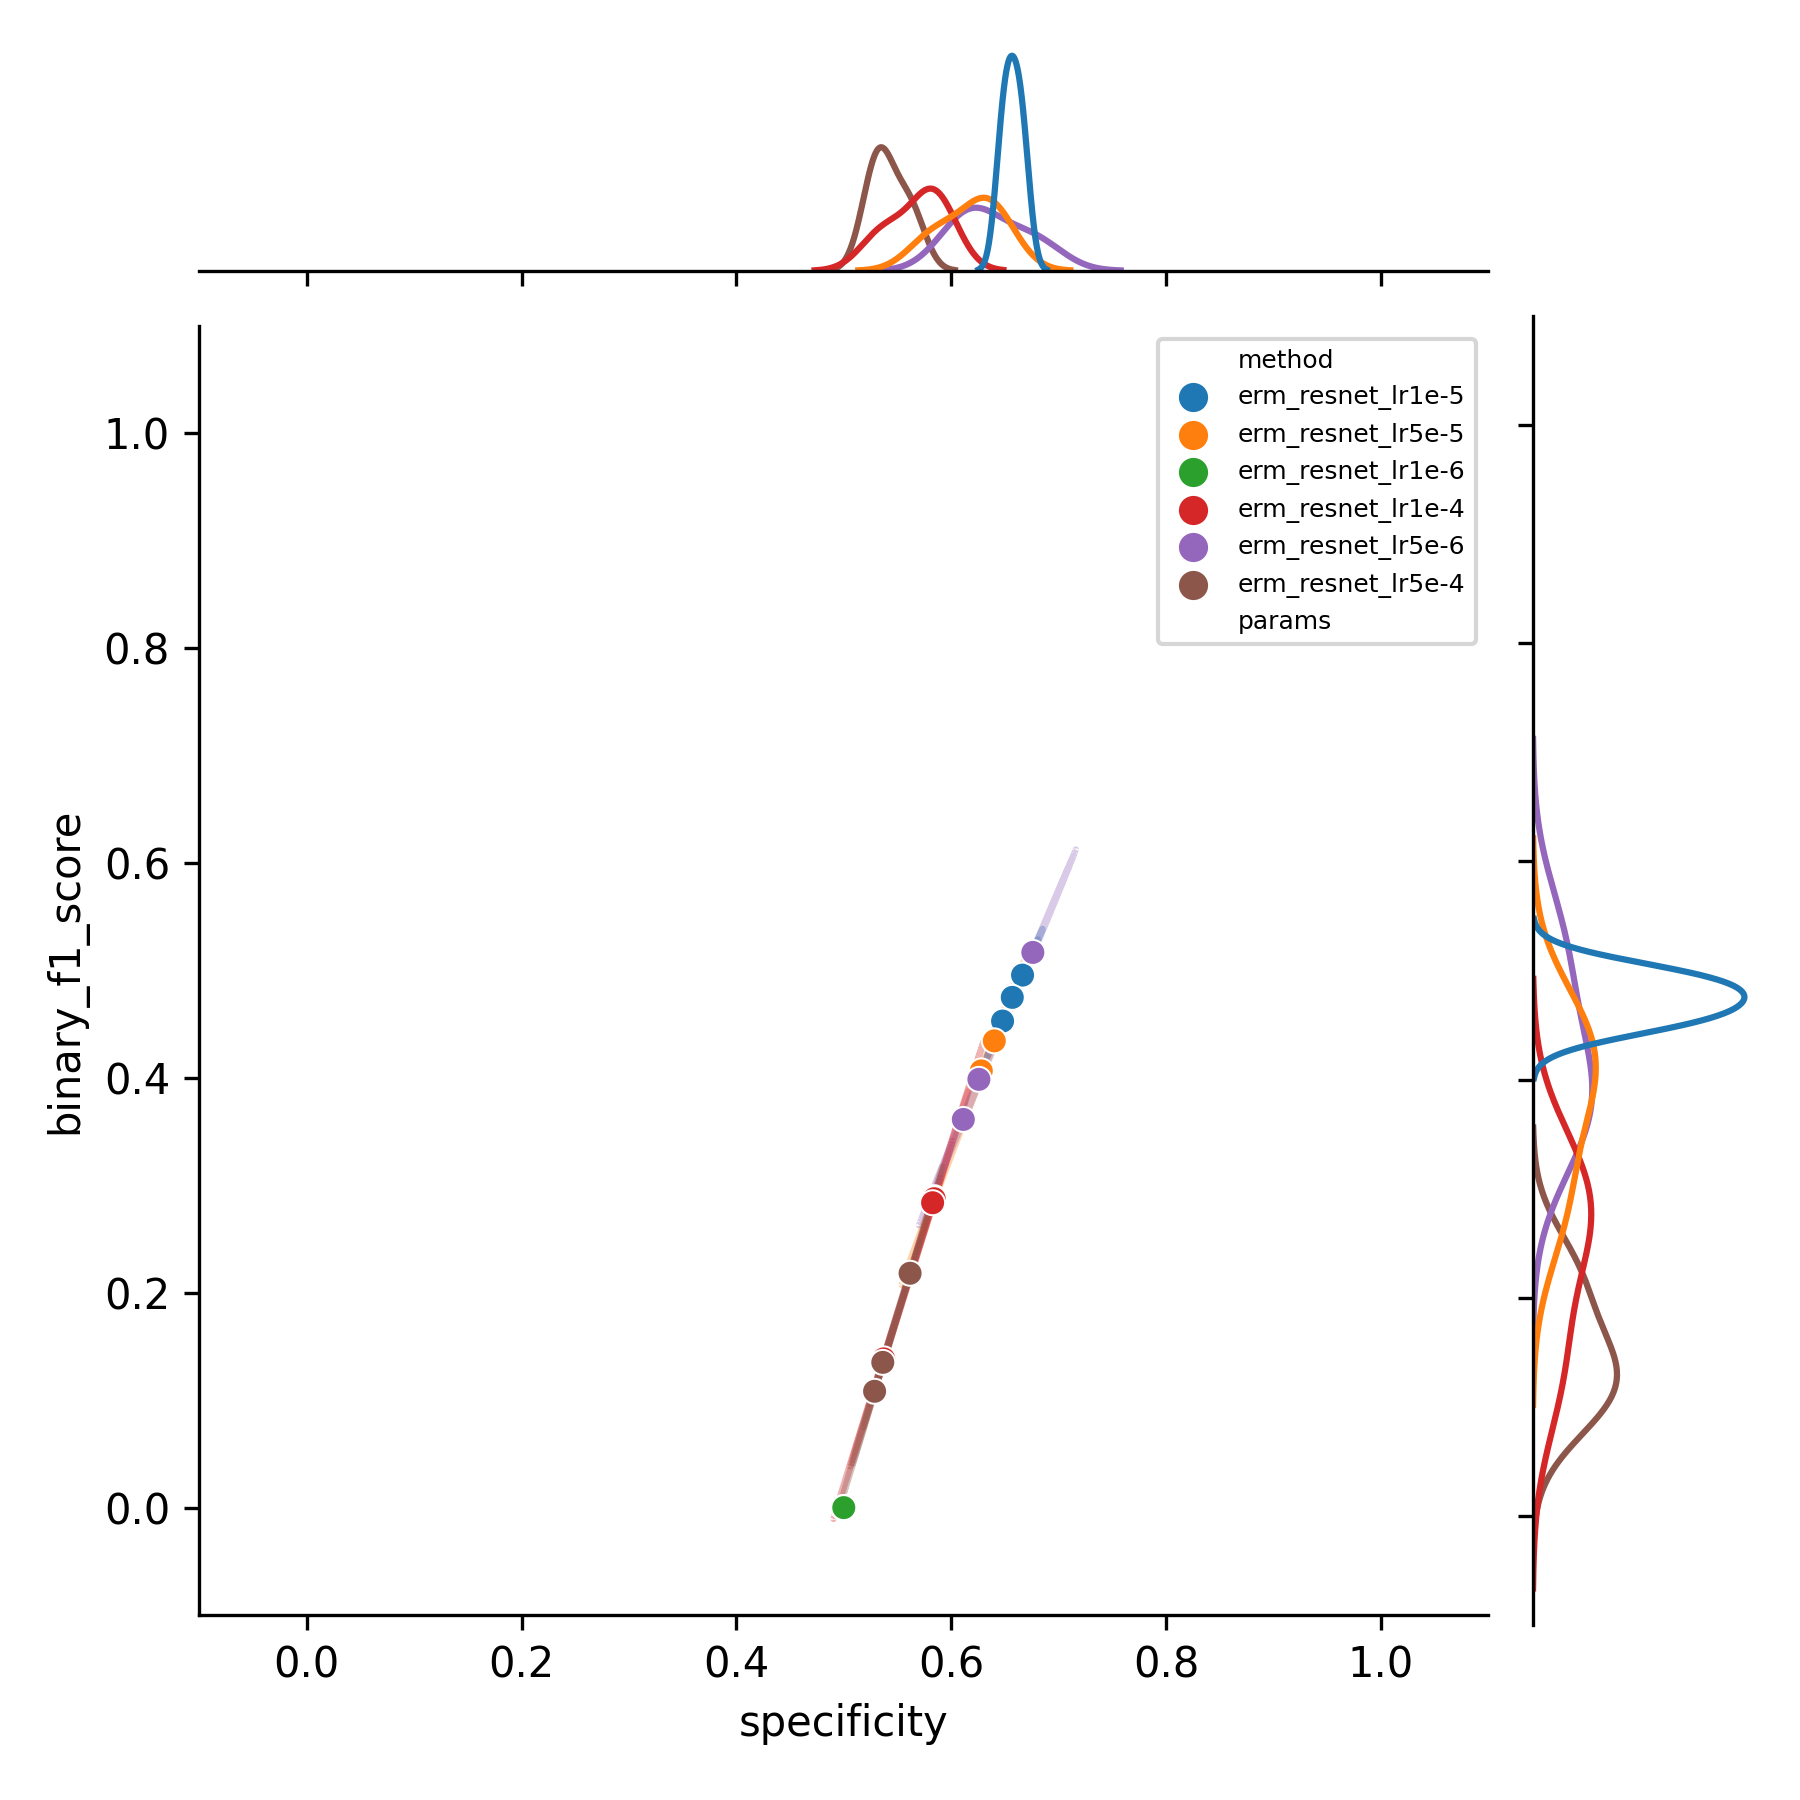 method
erm_resnet_lr1e-5
erm_resnet_lr5e-5
erm_resnet_lr1e-6
erm_resnet_lr1e-4
erm_resnet_lr5e-6
erm_resnet_lr5e-4
params
binary_f1_score
1.0
0.8
0.6
0.4
0.2
0.0
0.0 0.2 0.4 0.6 0.8 1.0
specificity